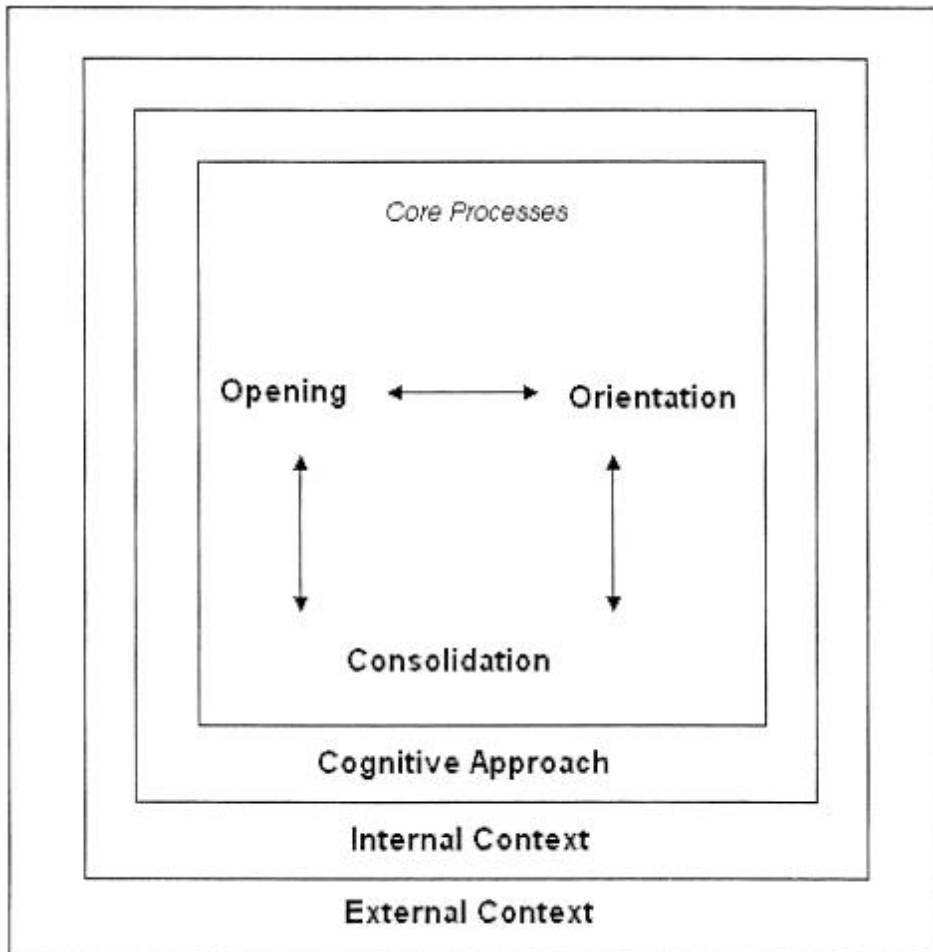 Core Processes
Opening
Orientation
Consolidation
Cognitive Approach
Internal Context
External Context